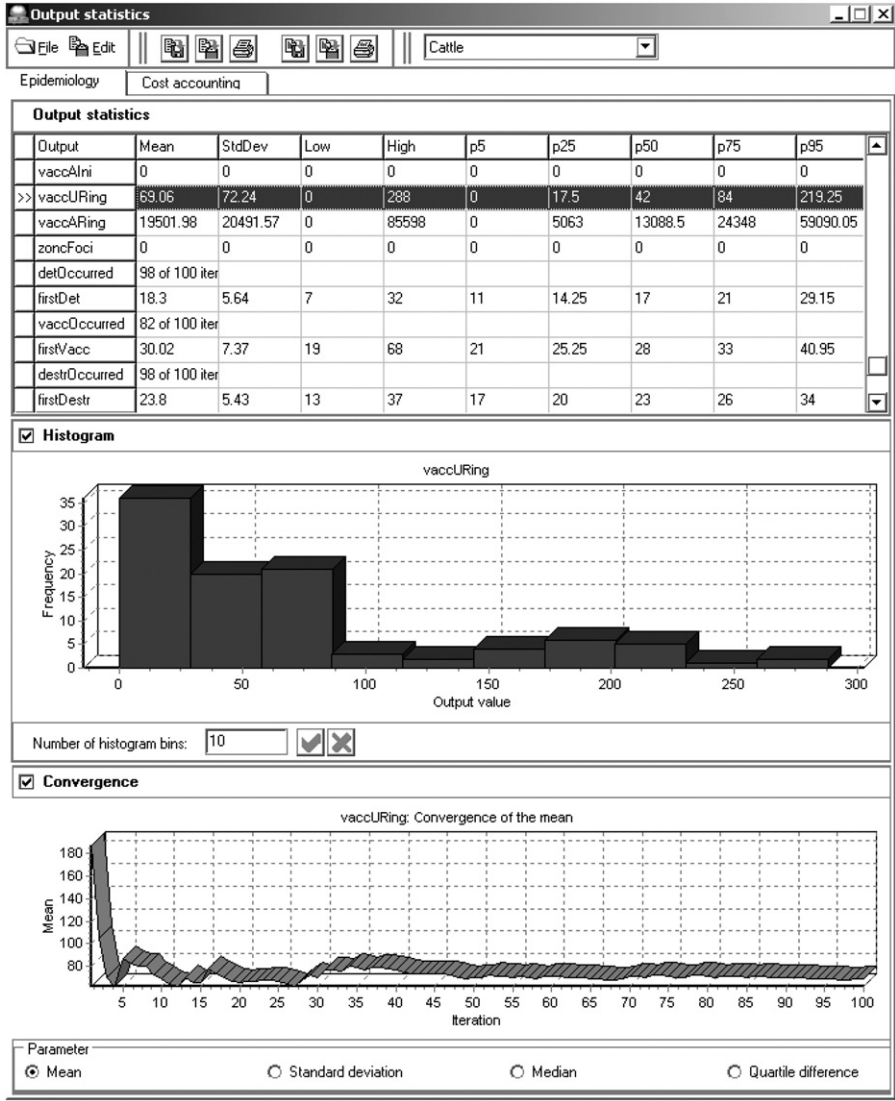 Output statistics
File Edit Cattle
Epidemiology Cost accounting
Output statistics
Output Mean StdDev Low High p5 p25 p50 p75 p95
vaccAIni 0 0 0 0 0 0 0 0 0
>> vaccURing 69.06 72.24 0 288 0 17.5 42 84 219.25
vaccARing 19501.98 20491.57 0 85598 0 5063 13088.5 24348 59090.05
zoncFoci 0 0 0 0 0 0 0 0 0
detOccurred 98 of 100 iter
firstDet 18.3 5.64 7 32 11 14.25 17 21 29.15
vaccOccurred 82 of 100 iter
firstVacc 30.02 7.37 19 68 21 25.25 28 33 40.95
destrOccurred 98 of 100 iter
firstDestr 23.8 5.43 13 37 17 20 23 26 34
Histogram
vaccURing
35
30
25
20
15
10
5
0
Frequency
0 50 100 150 200 250 300
Output value
Number of histogram bins: 10
Convergence
vaccURing: Convergence of the mean
180
160
140
120
100
80
Mean
5 10 15 20 25 30 35 40 45 50 55 60 65 70 75 80 85 90 95 100
Iteration
Parameter
Mean Standard deviation Median Quartile difference